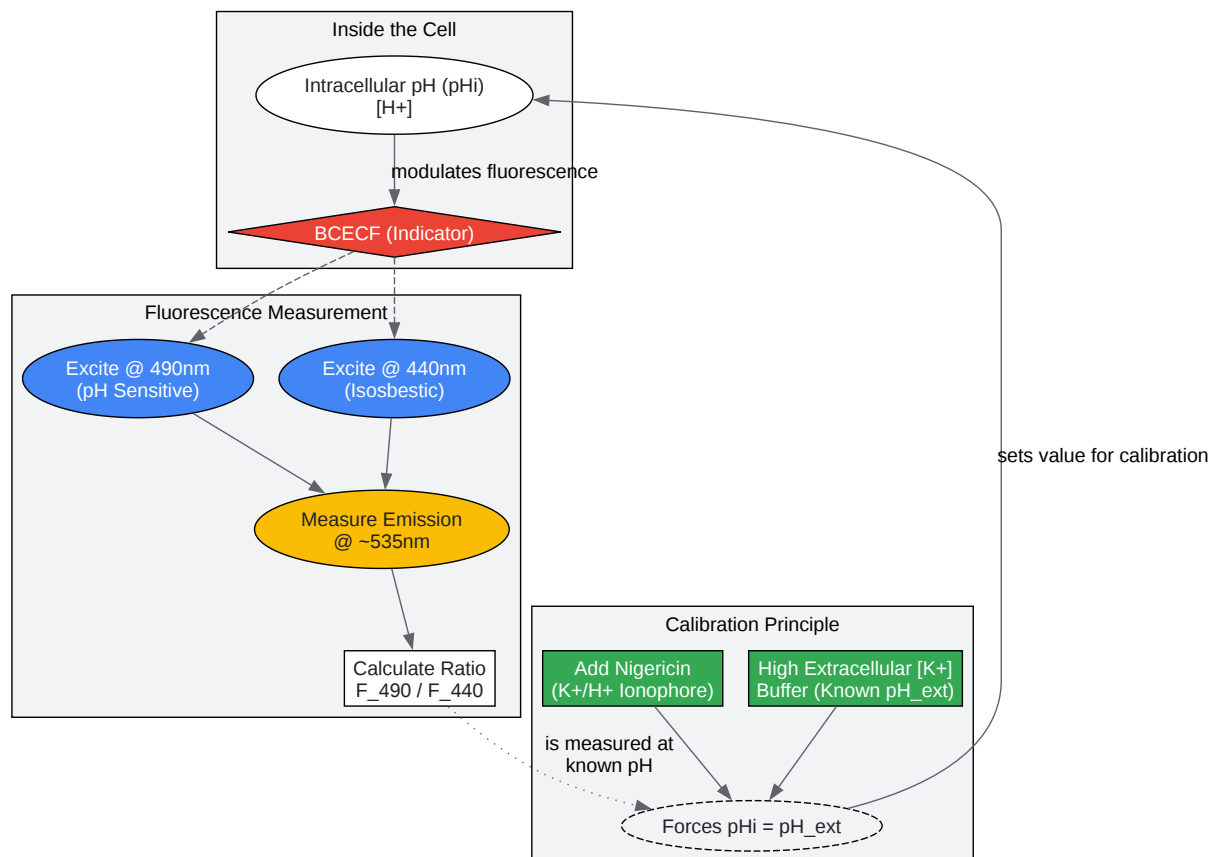 Inside the Cell
Intracellular pH (pHi)
[H+]
modulates fluorescence
BCECF (Indicator)
Fluorescence Measurement
Excite @ 490nm
(pH Sensitive)
Excite @ 440nm
(Isosbestic)
sets value for calibration
Measure Emission
@ ~535nm
Calculate Ratio
F_490 / F_440
Calibration Principle
Add Nigericin
(K+/H+ Ionophore)
High Extracellular [K+]
Buffer (Known pH_ext)
is measured at
known pH
Forces pHi = pH_ext